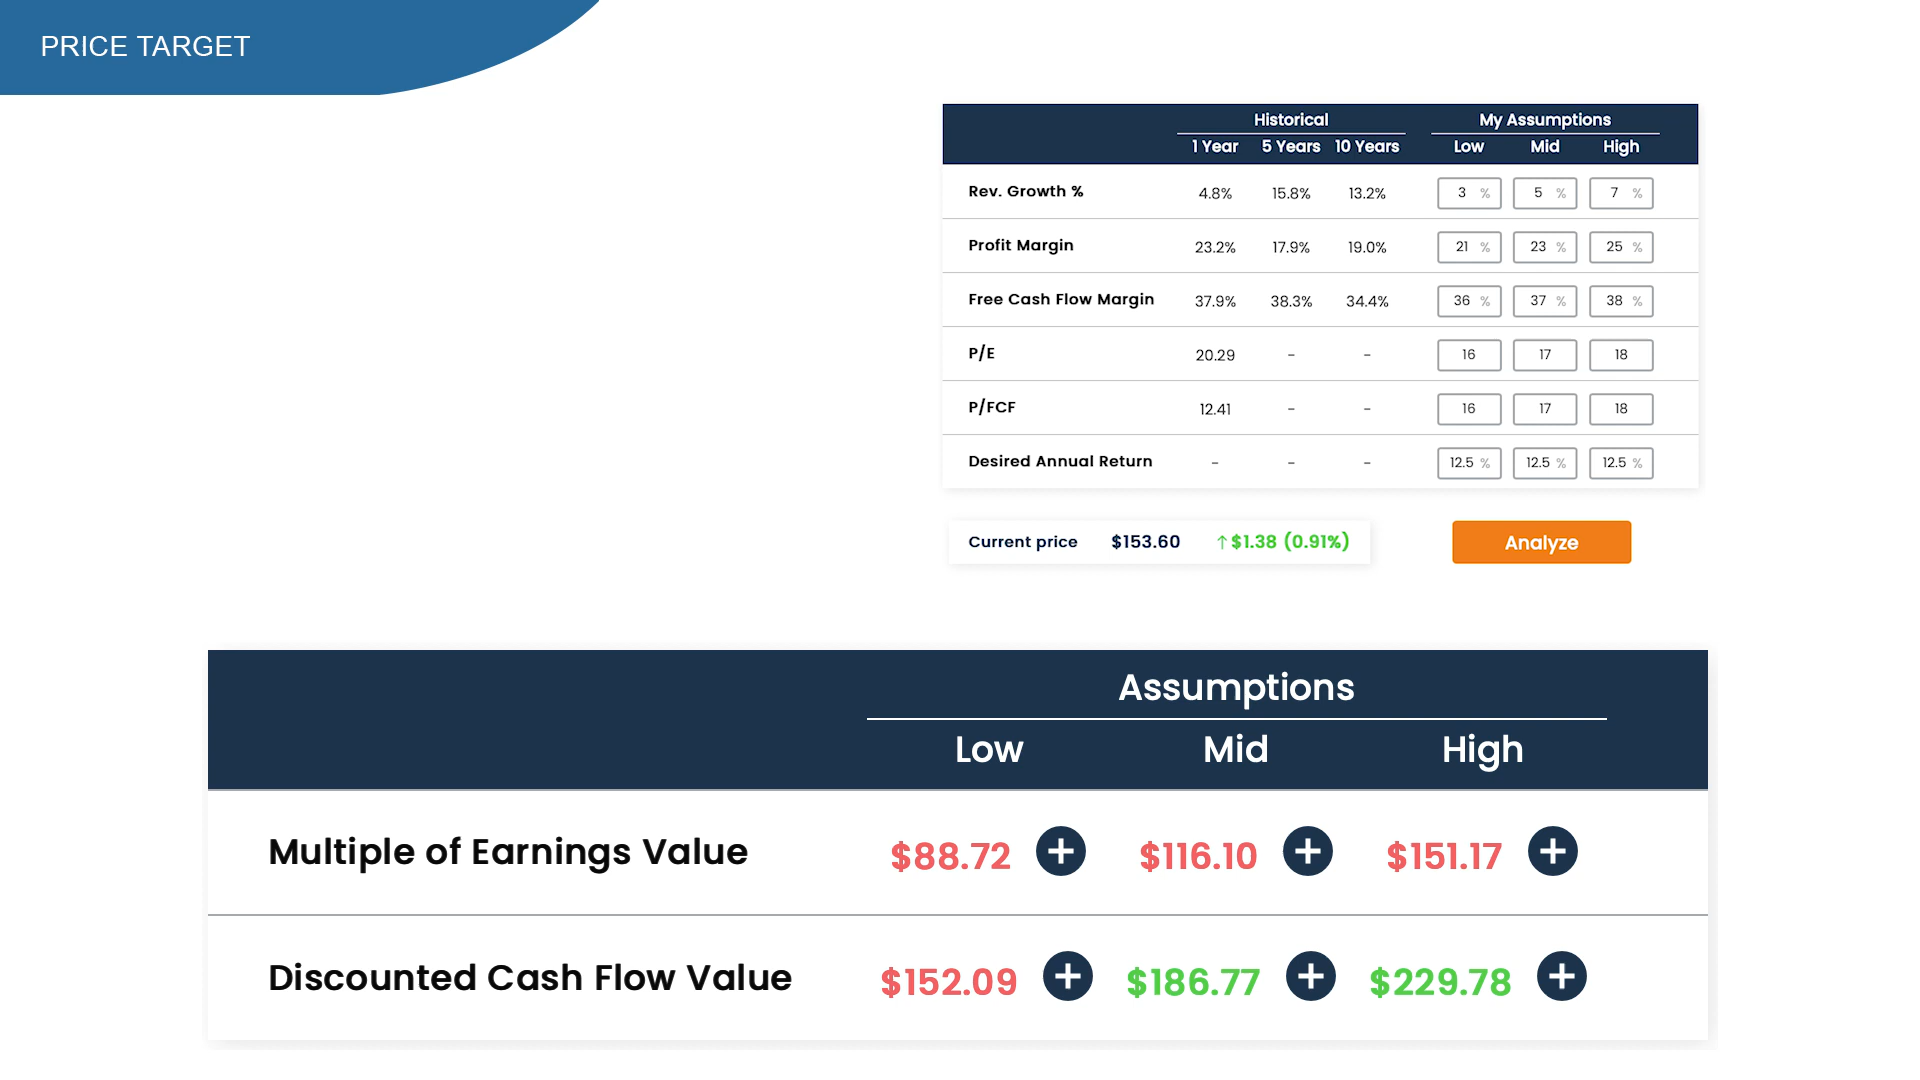 PRICE TARGET
Historical My Assumptions
1 Year 5 Years 10 Years Low Mid High
Rev. Growth % 4.8% 15.8% 13.2% 3 % 5 % 7 %
Profit Margin 23.2% 17.9% 19.0% 21 % 23 % 25 %
Free Cash Flow Margin 37.9% 38.3% 34.4% 36 % 37 % 38 %
P/E 20.29 - - 16 17 18
P/FCF 12.41 - - 16 17 18
Desired Annual Return - - - 12.5 % 12.5 % 12.5 %
Current price $153.60 ↑$1.38 (0.91%) Analyze
Assumptions
Low Mid High
Multiple of Earnings Value $88.72 + $116.10 + $151.17 +
Discounted Cash Flow Value $152.09 + $186.77 + $229.78 +